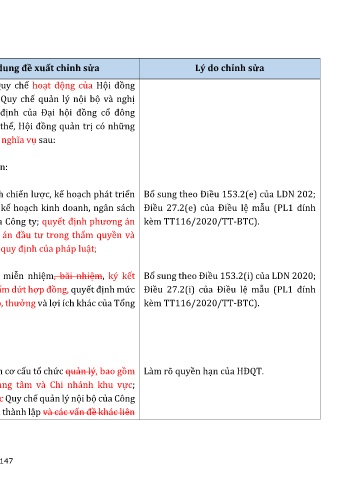 dung đề xuất chỉnh sửa
Lý do chỉnh sửa
quy chế hoạt động của Hội đồng
Quy chế quản lý nội bộ và nghị
định của Đại hội đồng cổ đông
thể, Hội đồng quản trị có những
nghĩa vụ sau:
n:
h chiến lược, kế hoạch phát triển
kế hoạch kinh doanh, ngân sách
a Công ty; quyết định phương án
án đầu tư trong thẩm quyền và
quy định của pháp luật;
Bổ sung theo Điều 153.2(e) của LDN 202;
Điều 27.2(e) của Điều lệ mẫu (PL1 đính
kèm TT116/2020/TT-BTC).
miễn nhiệm, bãi nhiệm, ký kết
ấm dứt hợp đồng, quyết định mức
, thưởng và lợi ích khác của Tổng
Bổ sung theo Điều 153.2(i) của LDN 2020;
Điều 27.2(i) của Điều lệ mẫu (PL1 đính
kèm TT116/2020/TT-BTC).
h cơ cấu tổ chức quản lý, bao gồm
ung tâm và Chi nhánh khu vực;
c Quy chế quản lý nội bộ của Công
thành lập và các vấn đề khác liên
Làm rõ quyền hạn của HĐQT.
147